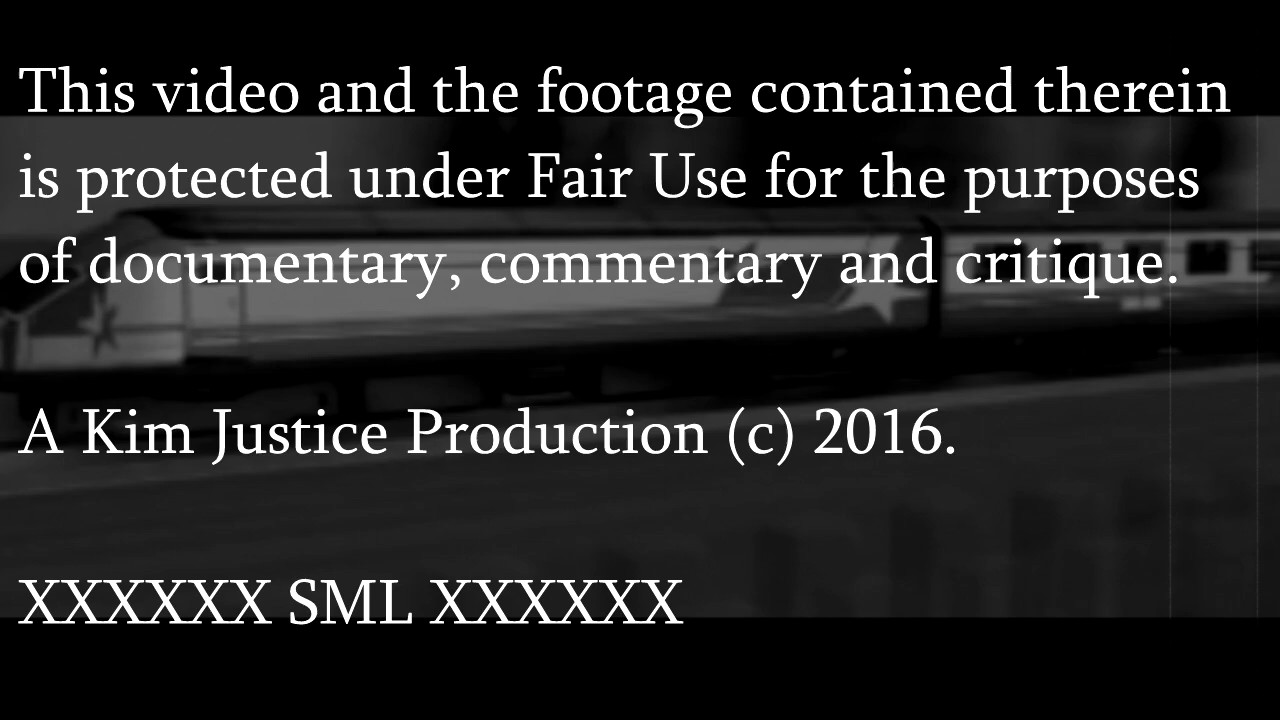 This video and the footage contained therein
is protected under Fair Use for the purposes
of documentary, commentary and critique.
A Kim Justice Production (c) 2016.
XXXXXX SML XXXXXX